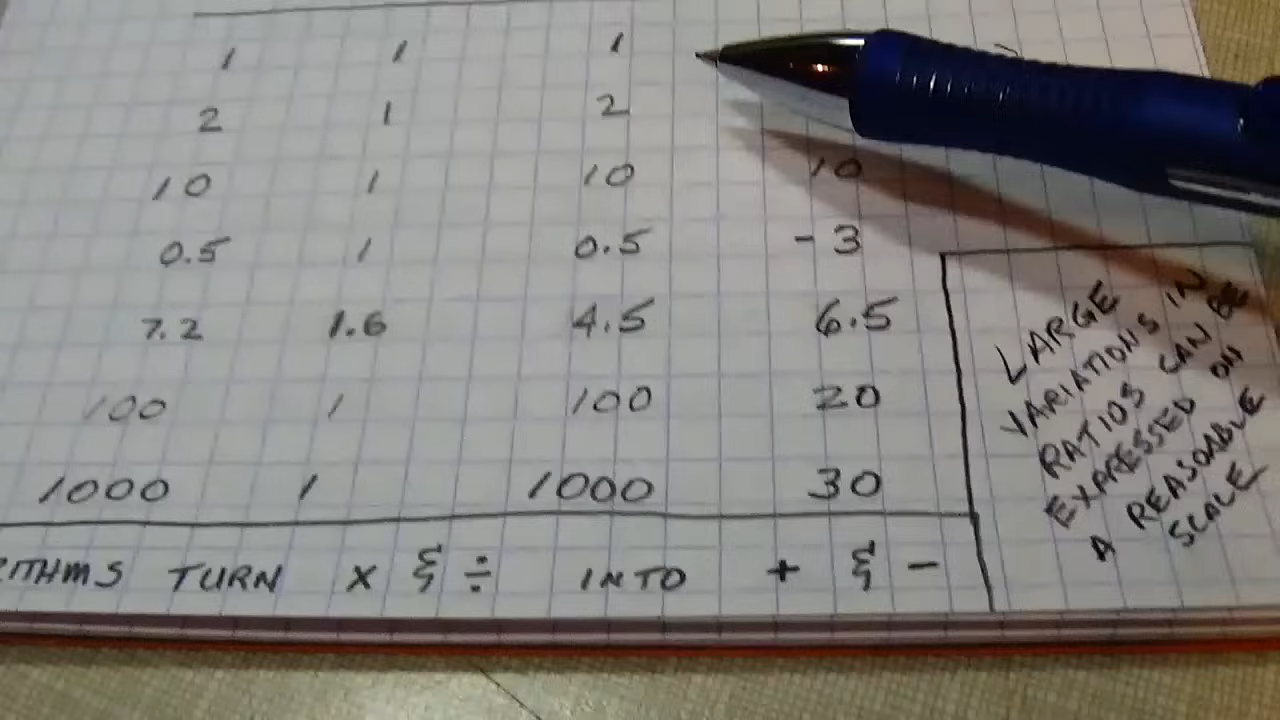 1 1 1
2 1 2
10 1 10 10
0.5 1 0.5 -3
7.2 1.6 4.5 6.5
100 1 100 20
1000 1 1000 30
ITHMS TURN × & ÷ INTO + & −
LARGE
VARIATIONS IN
RATIOS CAN BE
EXPRESSED ON
A REASONABLE
SCALE